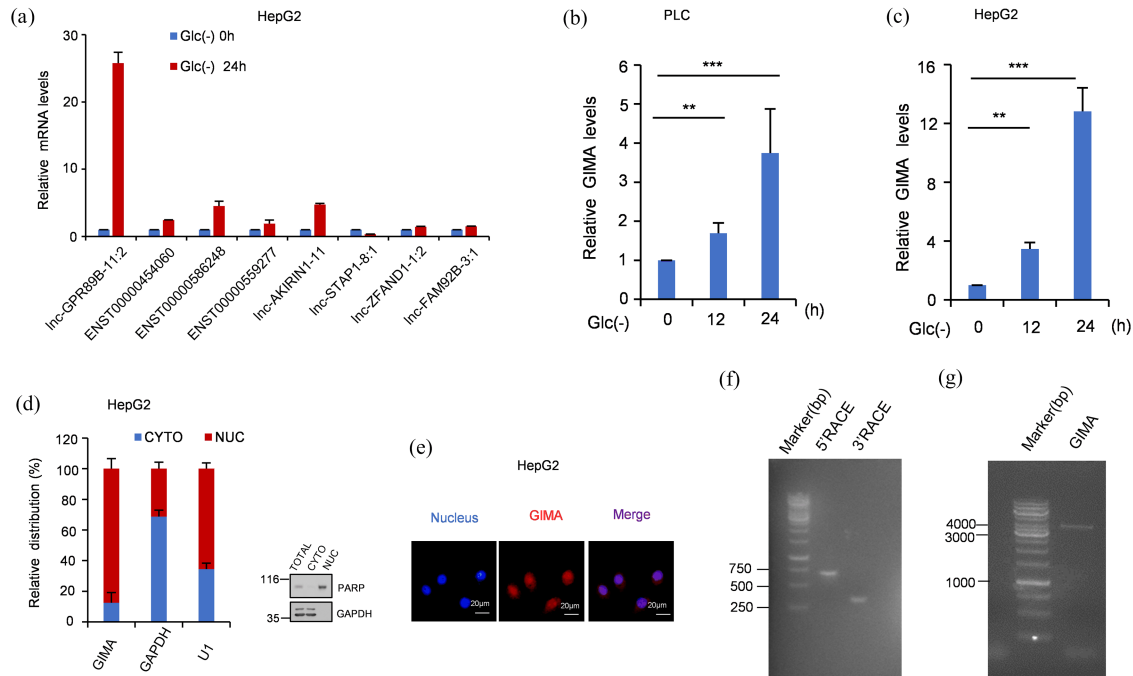 (a)
HepG2
Glc(-) 0h
Glc(-) 24h
Relative mRNA levels
30
20
10
0
lnc-GPR89B-11:2
ENST00000454060
ENST00000586248
ENST00000559277
lnc-AKIRIN1-11
lnc-STAP1-8:1
lnc-ZFAND1-1:2
lnc-FAM92B-3:1
(b)
PLC
Relative GIMA levels
6
5
4
3
2
1
0
***
**
Glc(-) 0 12 24 (h)
(c)
HepG2
Relative GIMA levels
16
12
8
4
0
***
**
Glc(-) 0 12 24 (h)
(d)
HepG2
CYTO NUC
Relative distribution (%)
120
100
80
60
40
20
0
GIMA
GAPDH
U1
TOTAL
CYTO
NUC
116
PARP
GAPDH
35
(e)
HepG2
Nucleus GIMA Merge
20μm 20μm 20μm
(f)
Marker(bp)
5'RACE
3'RACE
750
500
250
(g)
Marker(bp)
GIMA
4000
3000
1000